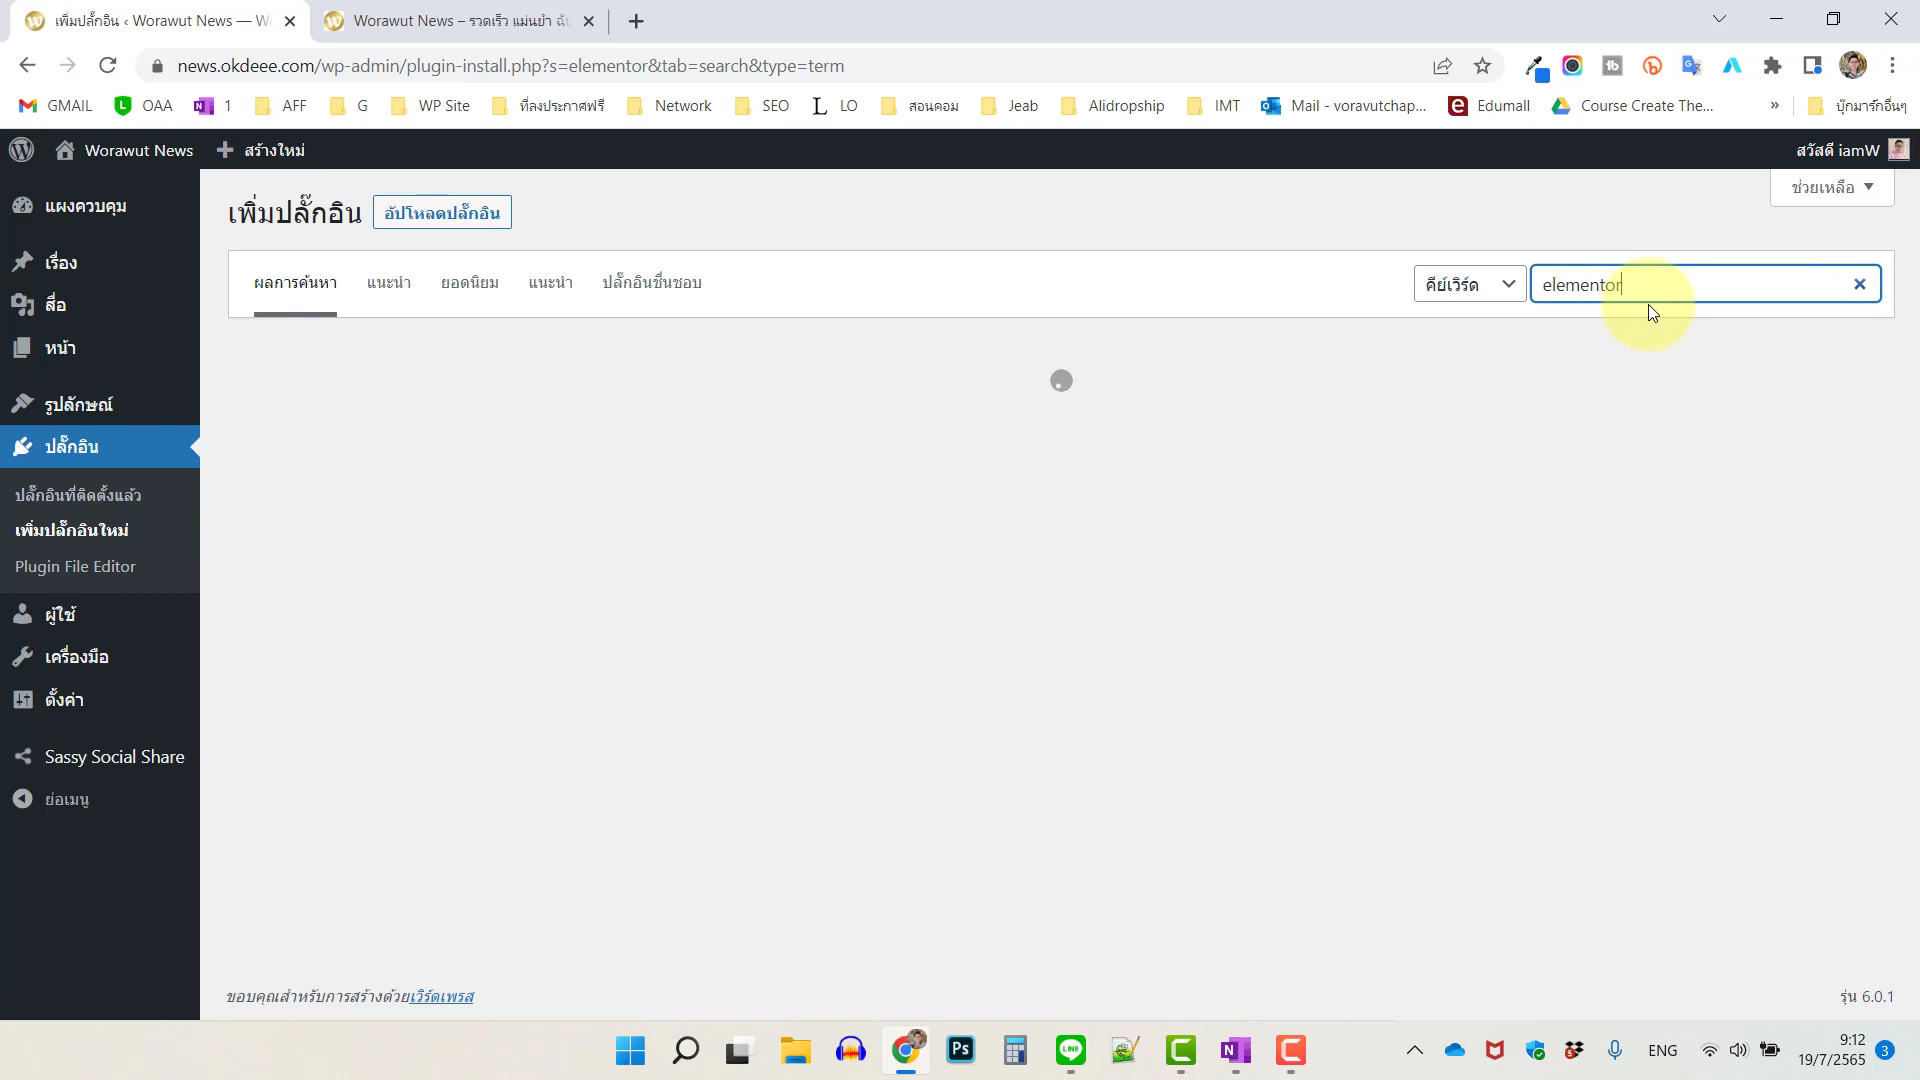 เพิ่มปลั๊กอิน ‹ Worawut News — W
Worawut News – รวดเร็ว แม่นยำ ฉับ
news.okdeee.com/wp-admin/plugin-install.php?s=elementor&tab=search&type=term
GMAIL
OAA
1
AFF
G
WP Site
ที่ลงประกาศฟรี
Network
SEO
LO
สอนคอม
Jeab
Alidropship
IMT
Mail - voravutchap...
Edumall
Course Create The...
»
บุ๊กมาร์กอื่นๆ
Worawut News
สร้างใหม่
สวัสดี iamW
แผงควบคุม
เรื่อง
สื่อ
หน้า
รูปลักษณ์
ปลั๊กอิน
ปลั๊กอินที่ติดตั้งแล้ว
เพิ่มปลั๊กอินใหม่
Plugin File Editor
ผู้ใช้
เครื่องมือ
ตั้งค่า
Sassy Social Share
ย่อเมนู
ช่วยเหลือ
เพิ่มปลั๊กอิน
อัปโหลดปลั๊กอิน
ผลการค้นหา
แนะนำ
ยอดนิยม
แนะนำ
ปลั๊กอินชื่นชอบ
คีย์เวิร์ด
elementor
ขอบคุณสำหรับการสร้างด้วยเวิร์ดเพรส
รุ่น 6.0.1
Ps
LINE
ENG
9:12
19/7/2565
3